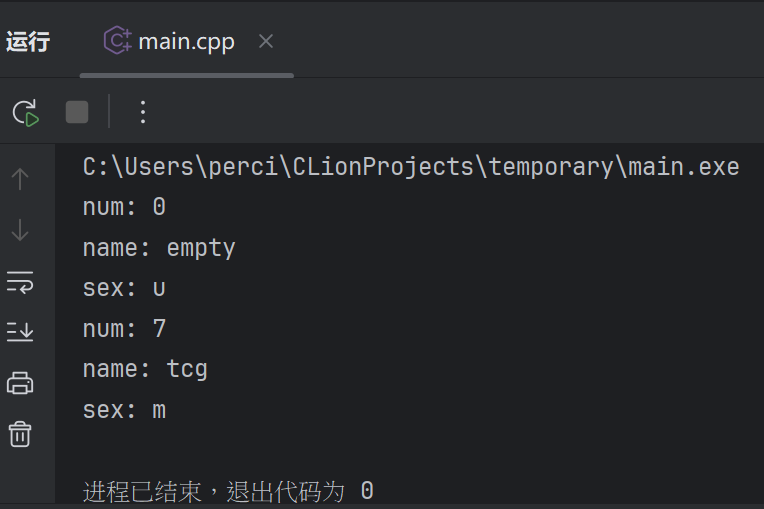 运行 main.cpp
C:\Users\perci\CLionProjects\temporary\main.exe
num: 0
name: empty
sex: u
num: 7
name: tcg
sex: m
进程已结束，退出代码为 0